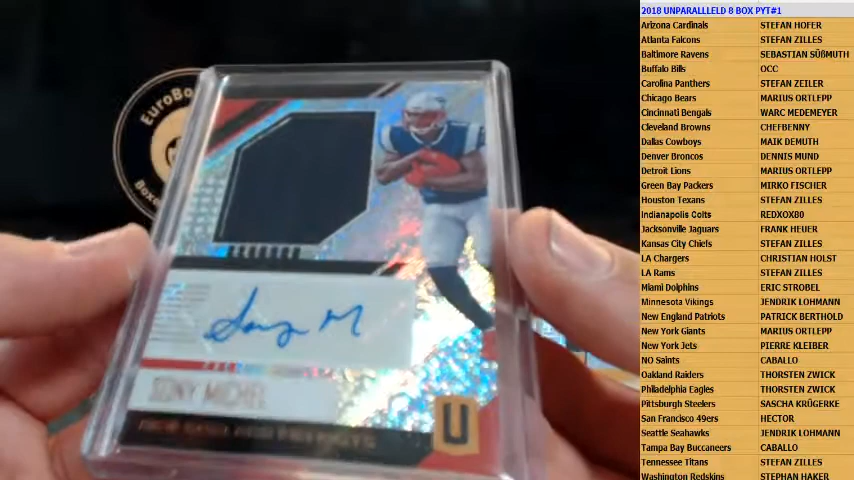 EuroBo
Boxe
Sony M
SONY MICHEL
NEW ENGLAND PATRIOTS
U
2018 UNPARALLLELD 8 BOX PYT#1
Arizona Cardinals STEFAN HOFER
Atlanta Falcons STEFAN ZILLES
Baltimore Ravens SEBASTIAN SÜßMUTH
Buffalo Bills OCC
Carolina Panthers STEFAN ZEILER
Chicago Bears MARIUS ORTLEPP
Cincinnati Bengals WARC MEDEMEYER
Cleveland Browns CHEFBENNY
Dallas Cowboys MAIK DEMUTH
Denver Broncos DENNIS MUND
Detroit Lions MARIUS ORTLEPP
Green Bay Packers MIRKO FISCHER
Houston Texans STEFAN ZILLES
Indianapolis Colts REDXOX80
Jacksonville Jaguars FRANK HEUER
Kansas City Chiefs STEFAN ZILLES
LA Chargers CHRISTIAN HOLST
LA Rams STEFAN ZILLES
Miami Dolphins ERIC STROBEL
Minnesota Vikings JENDRIK LOHMANN
New England Patriots PATRICK BERTHOLD
New York Giants MARIUS ORTLEPP
New York Jets PIERRE KLEIBER
NO Saints CABALLO
Oakland Raiders THORSTEN ZWICK
Philadelphia Eagles THORSTEN ZWICK
Pittsburgh Steelers SASCHA KRÜGERKE
San Francisco 49ers HECTOR
Seattle Seahawks JENDRIK LOHMANN
Tampa Bay Buccaneers CABALLO
Tennessee Titans STEFAN ZILLES
Washington Redskins STEPHAN HAKER